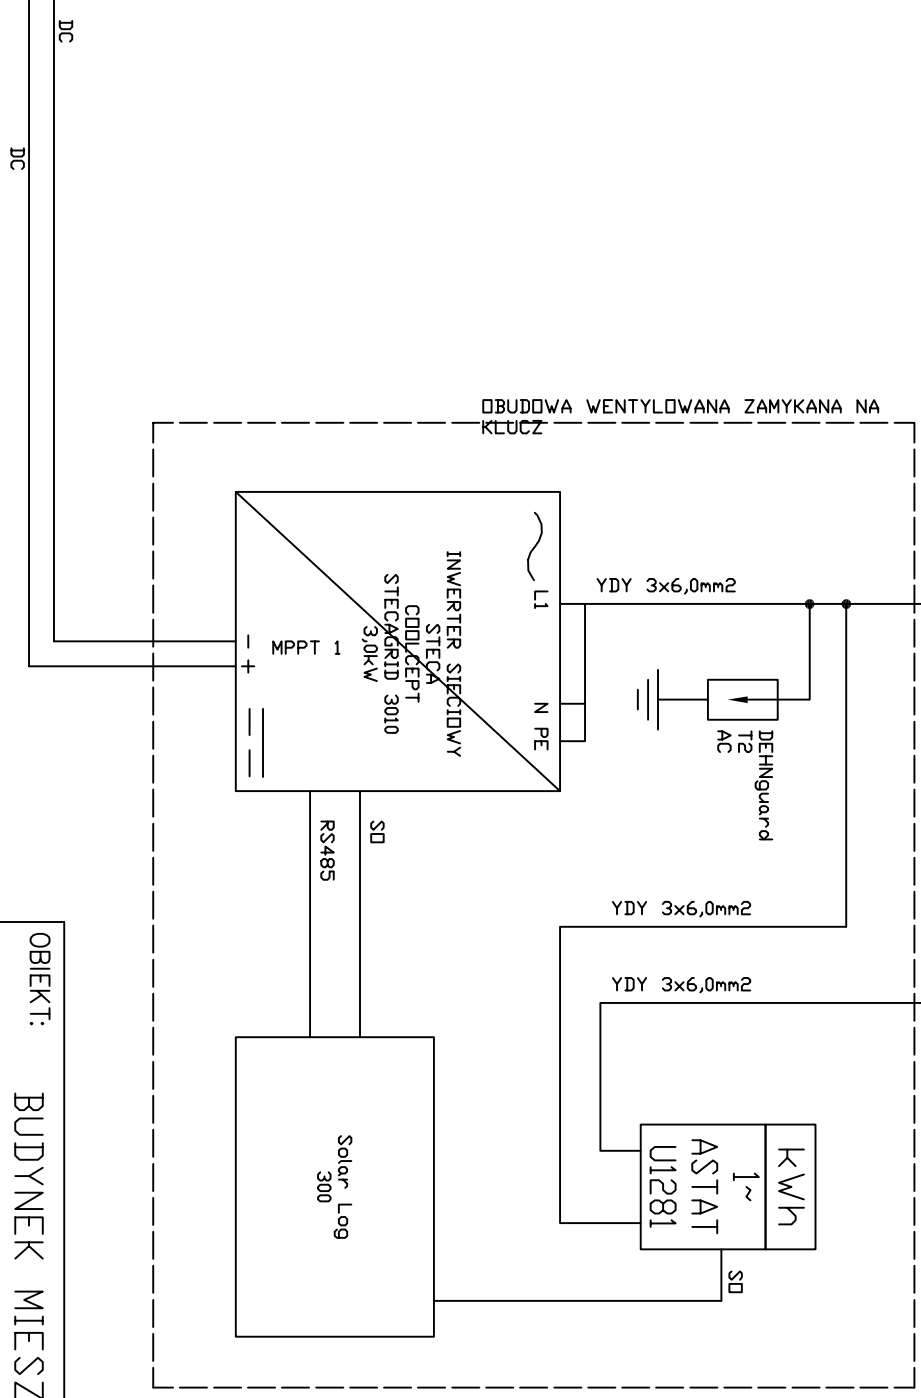 DC
DC
OBUDOWA WENTYLOWANA ZAMYKANA NA
KLUCZ
YDY 3x6,0mm2
L1
N PE
INWERTER SIECIOWY
STECA
COOLCEPT
STECAGRID 3010
3,0kW
MPPT 1
-
+
DEHNguard
T2
AC
SO
RS485
YDY 3x6,0mm2
YDY 3x6,0mm2
kWh
1~
ASTAT
U1281
SO
Solar Log
300
OBIEKT:
BUDYNEK MIESZ